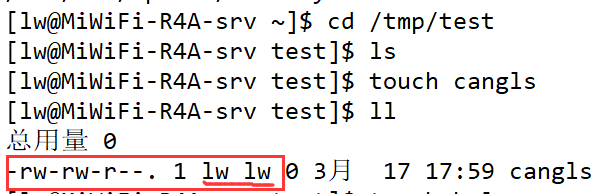 [lw@MiWiFi-R4A-srv ~]$ cd /tmp/test
[lw@MiWiFi-R4A-srv test]$ ls
[lw@MiWiFi-R4A-srv test]$ touch cangls
[lw@MiWiFi-R4A-srv test]$ ll
总用量 0
-rw-rw-r--. 1 lw lw 0 3月  17 17:59 cangls